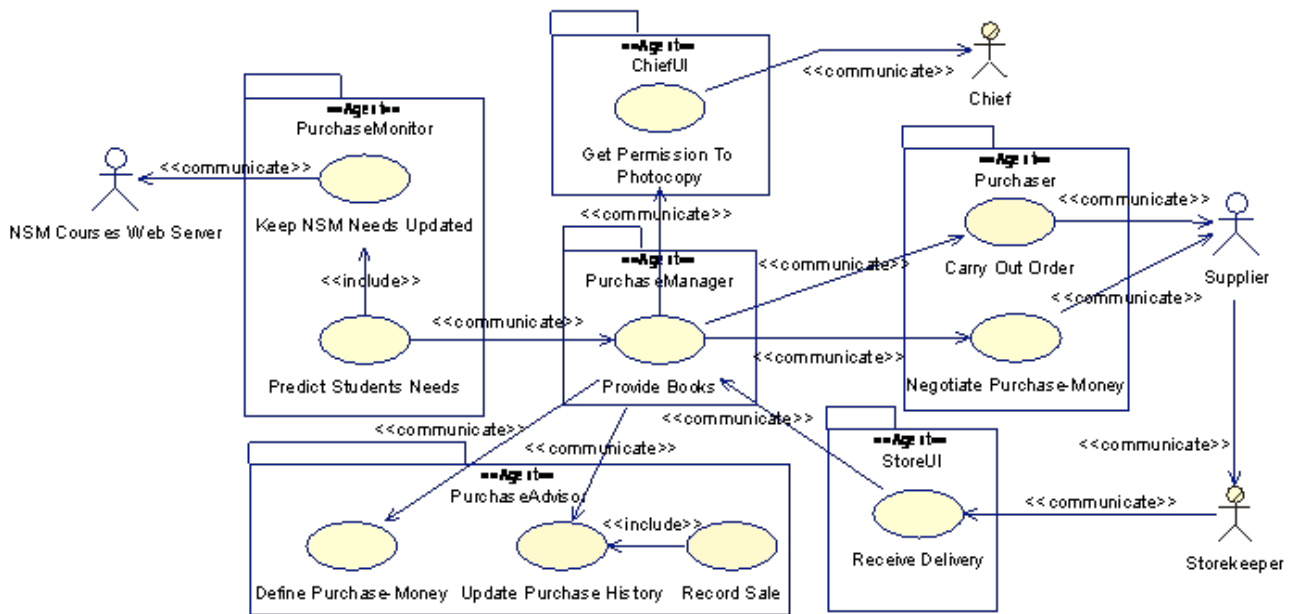 ==Agent==
ChiefUI
<<communicate>>
Chief
Get Permission To
Photocopy
==Agent==
PurchaseMonitor
<<communicate>>
NSM Courses Web Server
Keep NSM Needs Updated
<<include>>
Predict Students Needs
<<communicate>>
<<communicate>>
==Agent==
PurchaseManager
Provide Books
==Agent==
Purchaser
<<communicate>>
<<communicate>>
Carry Out Order
Supplier
<<communicate>>
<<communicate>>
Negotiate Purchase-Money
<<communicate>>
<<communicate>>
<<communicate>>
==Agent==
StoreUI
<<communicate>>
<<communicate>>
Receive Delivery
Storekeeper
==Agent==
PurchaseAdvisor
<<include>>
Define Purchase-Money
Update Purchase History
Record Sale